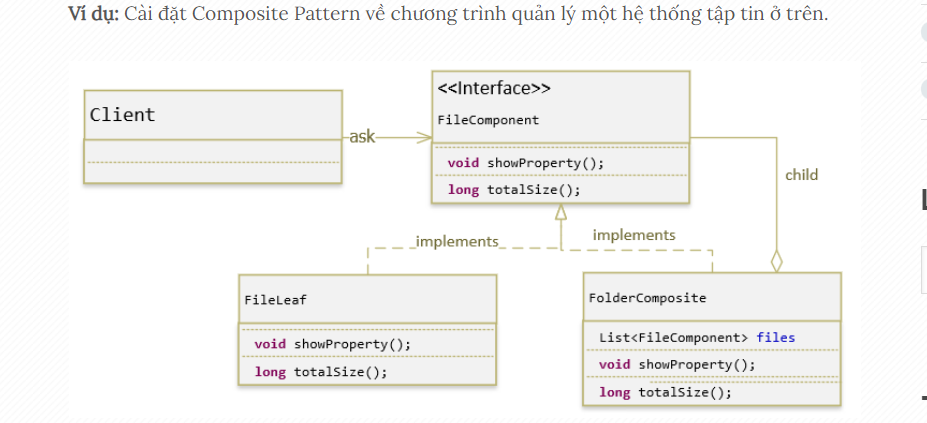 Ví dụ: Cài đặt Composite Pattern về chương trình quản lý một hệ thống tập tin ở trên.
<<Interface>>
FileComponent
void showProperty();
long totalSize();
Client
ask
child
implements
implements
FileLeaf
void showProperty();
long totalSize();
FolderComposite
List<FileComponent> files
void showProperty();
long totalSize();